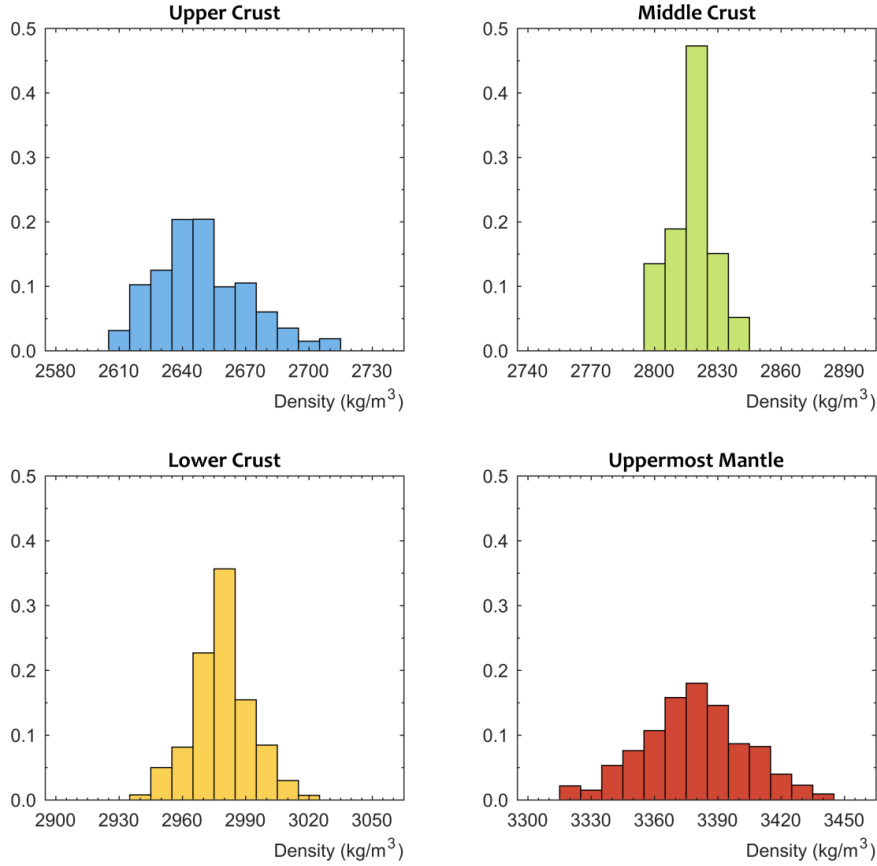 Upper Crust
0.5
0.4
0.3
0.2
0.1
0.0
2580 2610 2640 2670 2700 2730
Density (kg/m³)
Middle Crust
0.5
0.4
0.3
0.2
0.1
0.0
2740 2770 2800 2830 2860 2890
Density (kg/m³)
Lower Crust
0.5
0.4
0.3
0.2
0.1
0.0
2900 2930 2960 2990 3020 3050
Density (kg/m³)
Uppermost Mantle
0.5
0.4
0.3
0.2
0.1
0.0
3300 3330 3360 3390 3420 3450
Density (kg/m³)